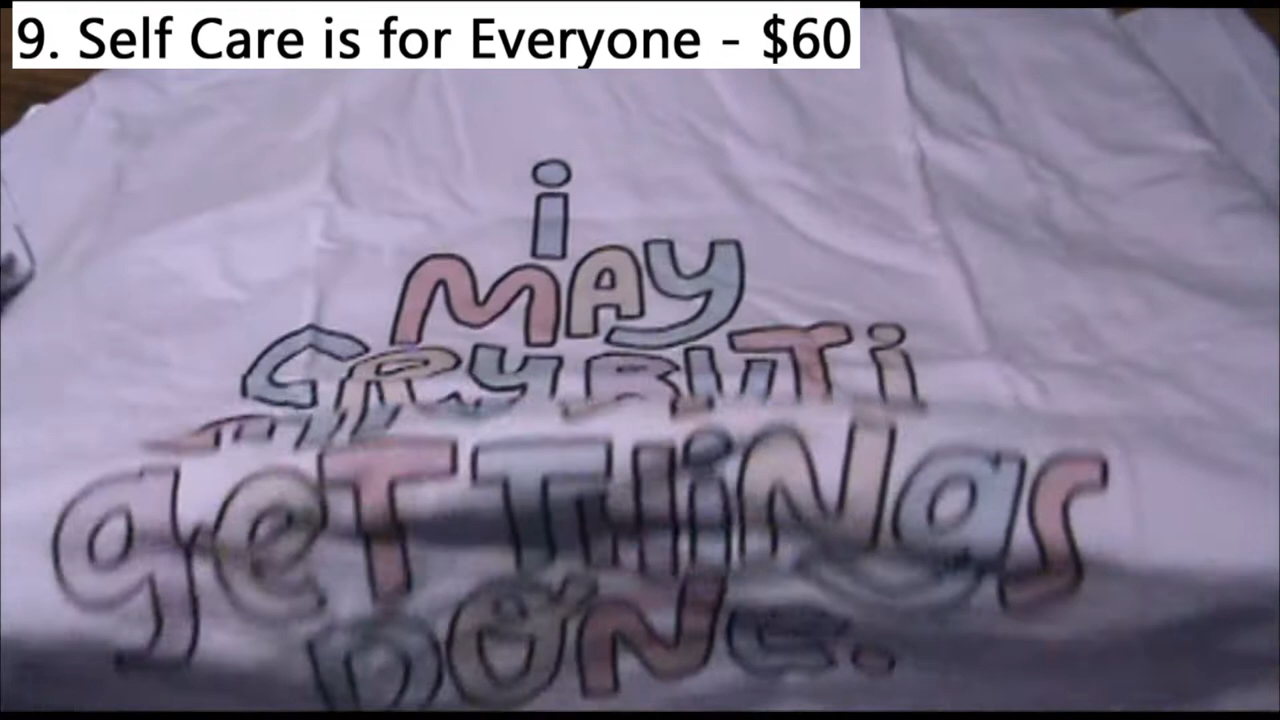 9. Self Care is for Everyone - $60
i
MAY
CRY BUT i
geT THiNgS
DONe.